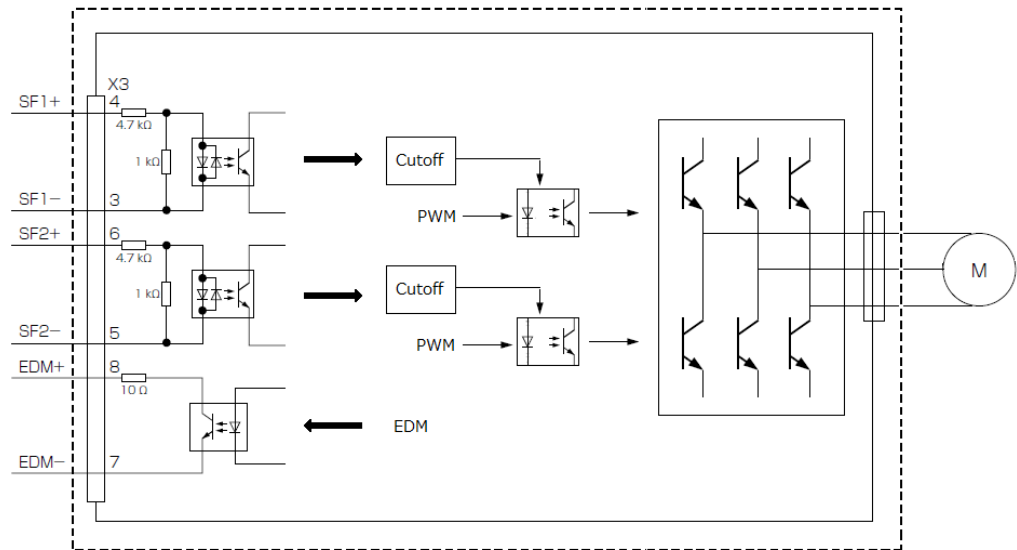 X3
SF1+
4
4.7 kΩ
1 kΩ
Cutoff
SF1−
3
PWM
SF2+
6
4.7 kΩ
1 kΩ
Cutoff
SF2−
5
PWM
EDM+
8
10 Ω
EDM
EDM−
7
M